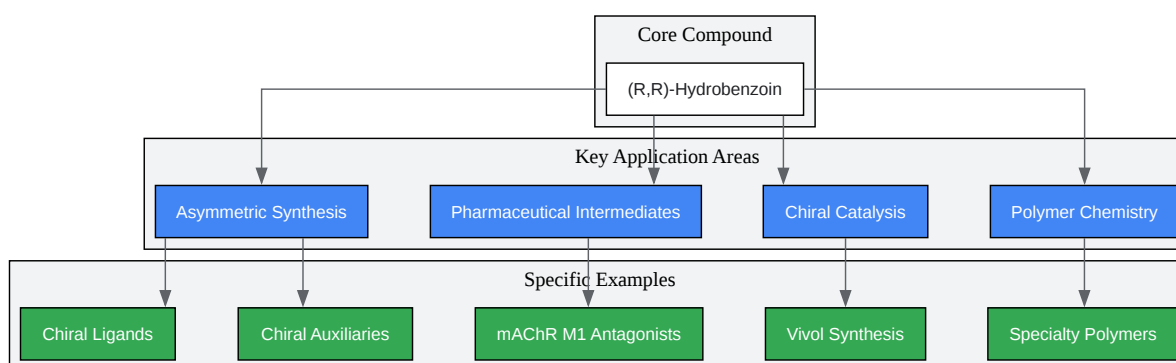 Core Compound
(R,R)-Hydrobenzoin
Key Application Areas
Asymmetric Synthesis
Pharmaceutical Intermediates
Chiral Catalysis
Polymer Chemistry
Specific Examples
Chiral Ligands
Chiral Auxiliaries
mAChR M1 Antagonists
Vivol Synthesis
Specialty Polymers